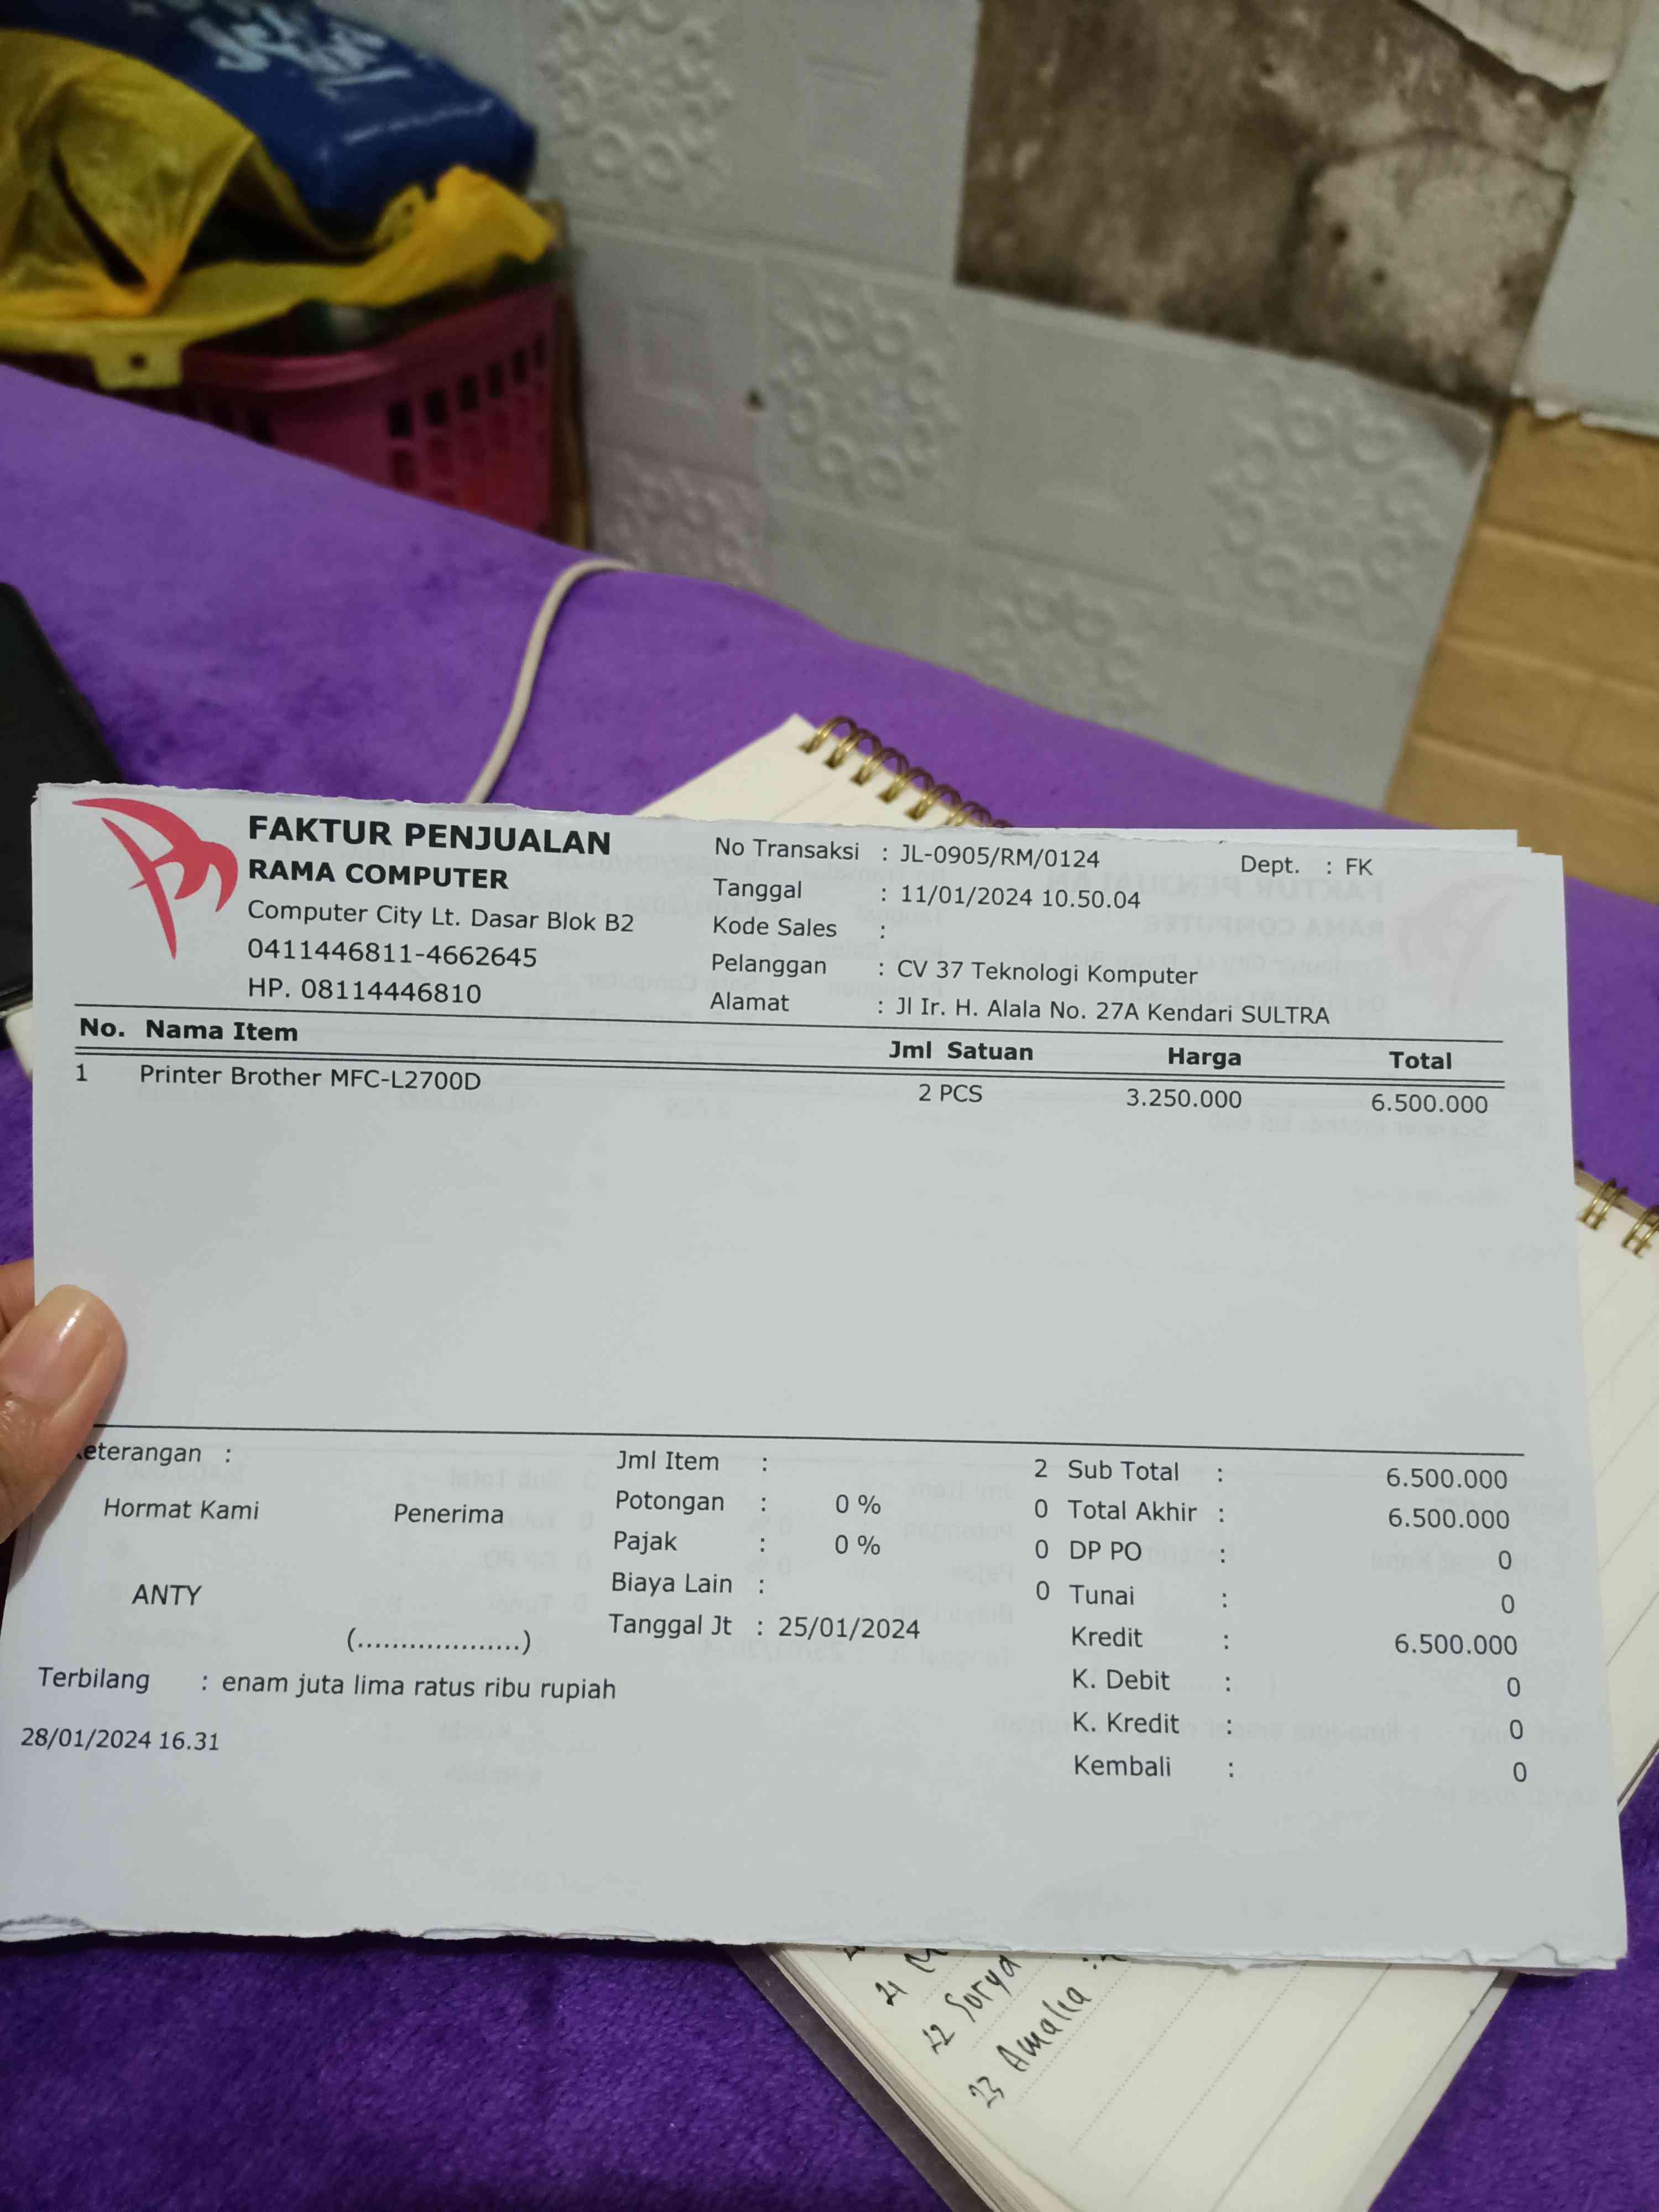 FAKTUR PENJUALAN
RAMA COMPUTER
Computer City Lt. Dasar Blok B2
0411446811-4662645
HP. 08114446810
No Transaksi : JL-0905/RM/0124 Dept. : FK
Tanggal : 11/01/2024 10.50.04
Kode Sales :
Pelanggan : CV 37 Teknologi Komputer
Alamat : Jl Ir. H. Alala No. 27A Kendari SULTRA
No. Nama Item Jml Satuan Harga Total
1 Printer Brother MFC-L2700D 2 PCS 3.250.000 6.500.000
eterangan :
Hormat Kami Penerima
ANTY
(...................)
Jml Item : 2 Sub Total : 6.500.000
Potongan : 0 % 0 Total Akhir : 6.500.000
Pajak : 0 % 0 DP PO : 0
Biaya Lain : 0 Tunai : 0
Tanggal Jt : 25/01/2024 Kredit : 6.500.000
K. Debit : 0
K. Kredit : 0
Kembali : 0
Terbilang : enam juta lima ratus ribu rupiah
28/01/2024 16.31
21
22 Surya
23 Amalia :